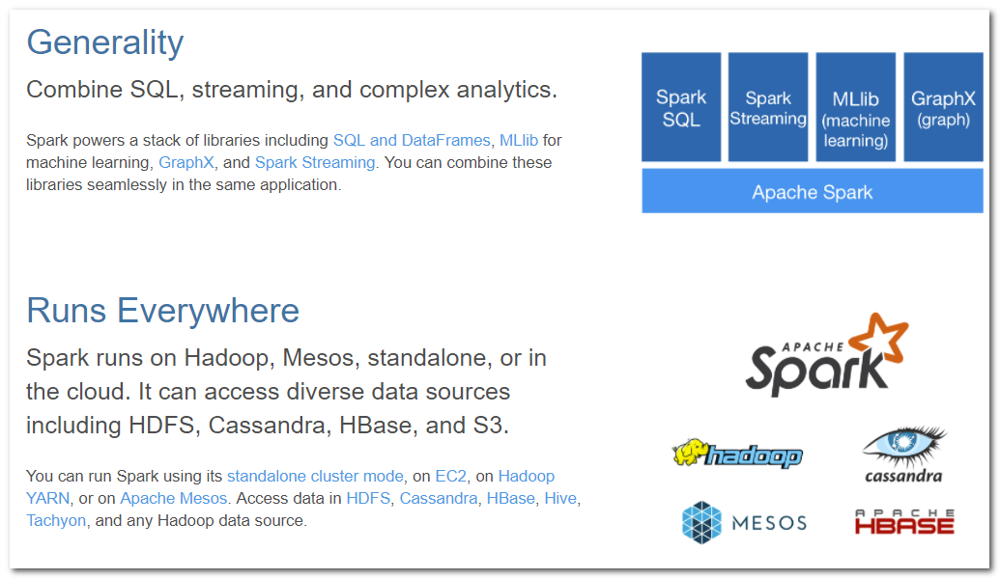 Generality
Combine SQL, streaming, and complex analytics.
Spark powers a stack of libraries including SQL and DataFrames, MLlib for
machine learning, GraphX, and Spark Streaming. You can combine these
libraries seamlessly in the same application.
Spark
SQL
Spark
Streaming
MLlib
(machine
learning)
GraphX
(graph)
Apache Spark
Runs Everywhere
Spark runs on Hadoop, Mesos, standalone, or in
the cloud. It can access diverse data sources
including HDFS, Cassandra, HBase, and S3.
You can run Spark using its standalone cluster mode, on EC2, on Hadoop
YARN, or on Apache Mesos. Access data in HDFS, Cassandra, HBase, Hive,
Tachyon, and any Hadoop data source.
APACHE
Spark
hadoop
cassandra
MESOS
APACHE
HBASE